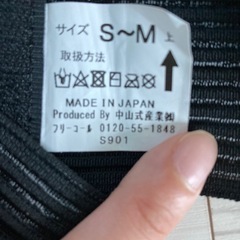 サイズ S〜M 上
取扱方法
MADE IN JAPAN
Produced By 中山式産業㈱
フリーコール 0120-55-1848
S901